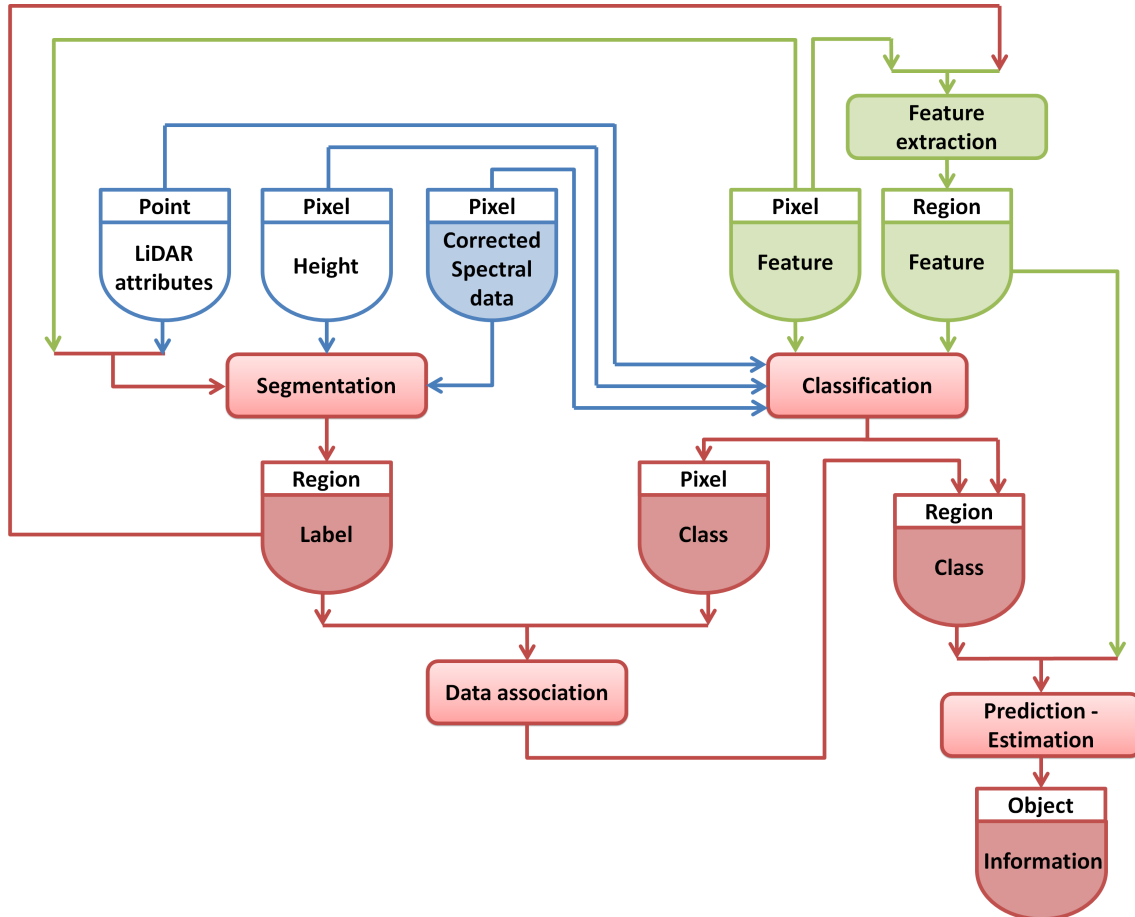 Feature
extraction
Point
LiDAR
attributes
Pixel
Height
Pixel
Corrected
Spectral
data
Pixel
Feature
Region
Feature
Segmentation
Classification
Region
Label
Pixel
Class
Region
Class
Data association
Prediction -
Estimation
Object
Information